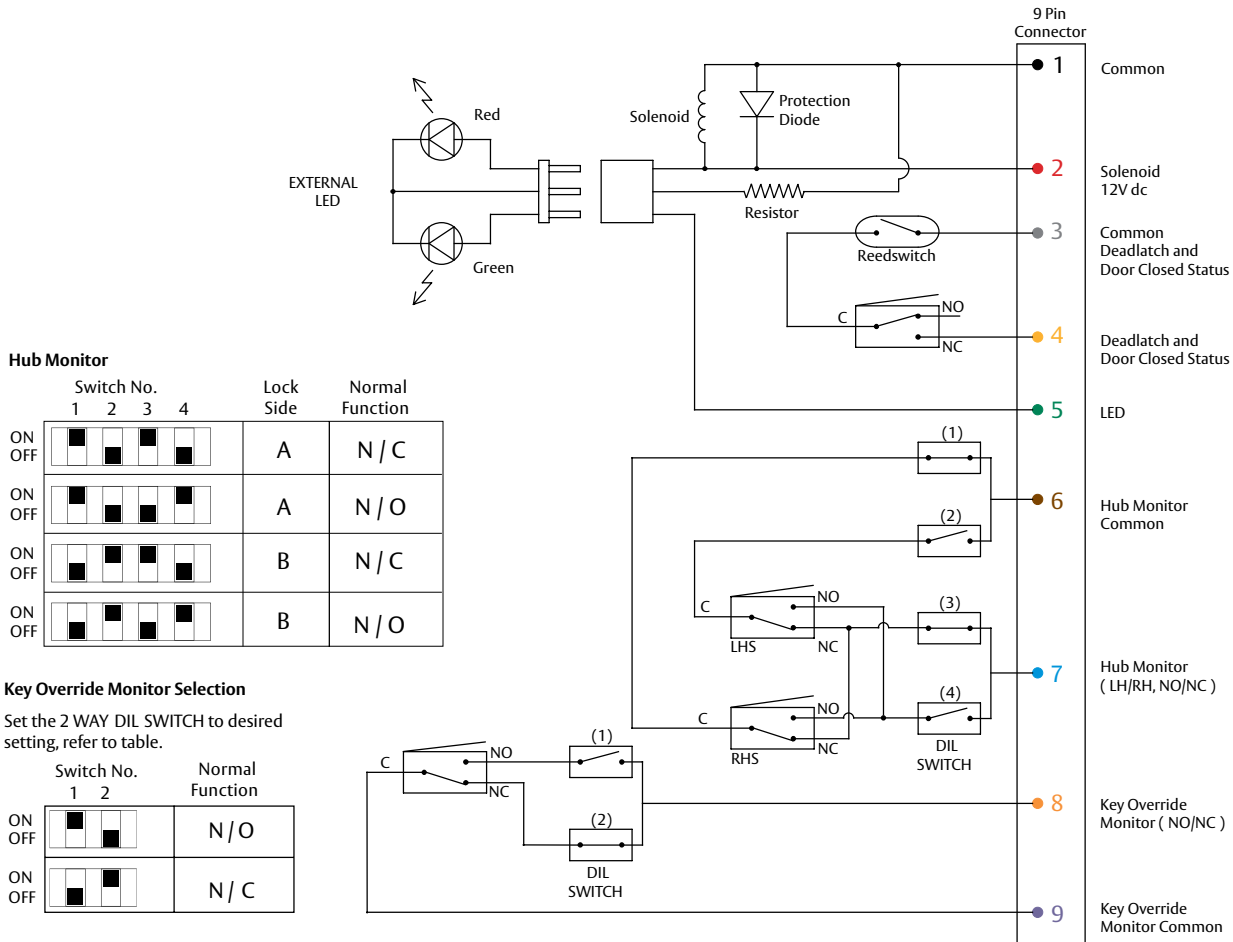 9 Pin
Connector
1 Common
Protection
Diode
Solenoid
Red
EXTERNAL
LED
Green
Resistor
2 Solenoid
12V dc
Reedswitch
3 Common
Deadlatch and
Door Closed Status
C NO
NC
4 Deadlatch and
Door Closed Status
5 LED
(1)
6 Hub Monitor
Common
(2)
C NO
LHS NC
(3)
7 Hub Monitor
( LH/RH, NO/NC )
(4)
C NO
RHS NC
DIL
SWITCH
C NO
NC
(1)
(2)
DIL
SWITCH
8 Key Override
Monitor ( NO/NC )
9 Key Override
Monitor Common
Hub Monitor
Switch No. Lock Normal
1 2 3 4 Side Function
ON
OFF A N / C
ON
OFF A N / O
ON
OFF B N / C
ON
OFF B N / O
Key Override Monitor Selection
Set the 2 WAY DIL SWITCH to desired
setting, refer to table.
Switch No. Normal
1 2 Function
ON
OFF N / O
ON
OFF N / C